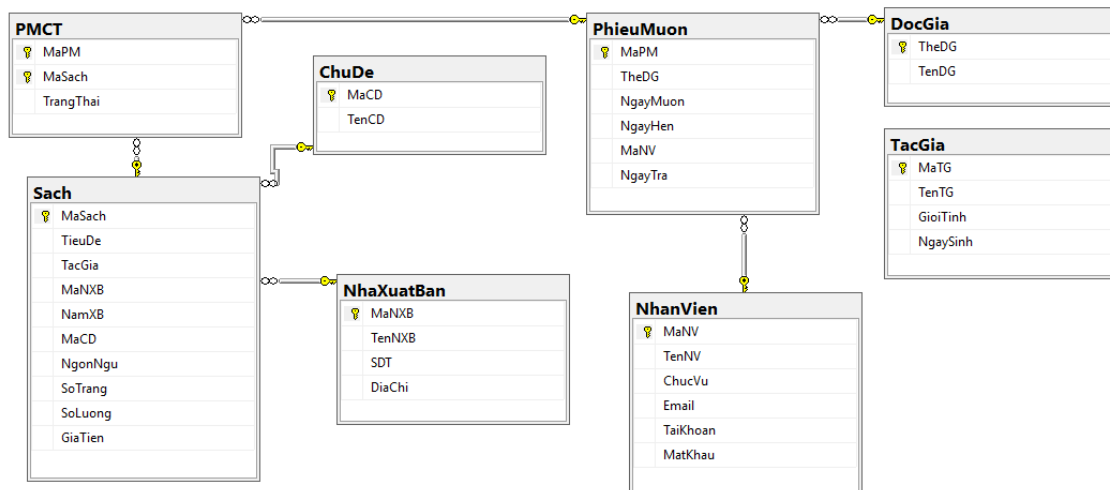 PMCT
MaPM
MaSach
TrangThai
ChuDe
MaCD
TenCD
PhieuMuon
MaPM
TheDG
NgayMuon
NgayHen
MaNV
NgayTra
DocGia
TheDG
TenDG
TacGia
MaTG
TenTG
GioiTinh
NgaySinh
Sach
MaSach
TieuDe
TacGia
MaNXB
NamXB
MaCD
NgonNgu
SoTrang
SoLuong
GiaTien
NhaXuatBan
MaNXB
TenNXB
SDT
DiaChi
NhanVien
MaNV
TenNV
ChucVu
Email
TaiKhoan
MatKhau